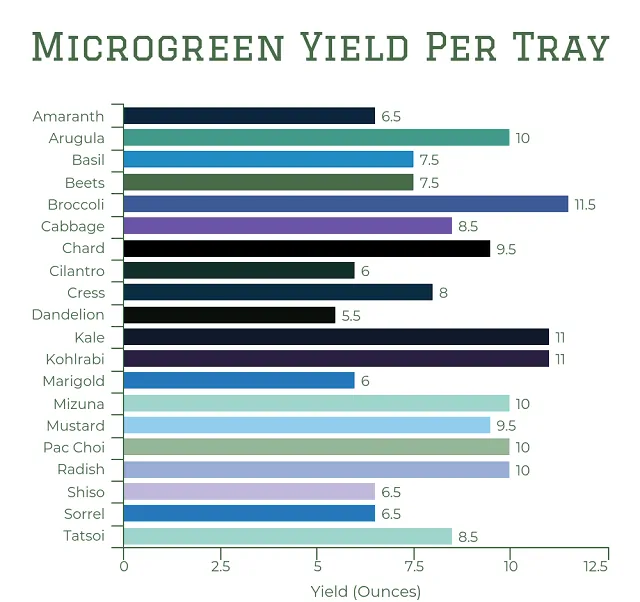 Microgreen Yield Per Tray
Amaranth 6.5
Arugula 10
Basil 7.5
Beets 7.5
Broccoli 11.5
Cabbage 8.5
Chard 9.5
Cilantro 6
Cress 8
Dandelion 5.5
Kale 11
Kohlrabi 11
Marigold 6
Mizuna 10
Mustard 9.5
Pac Choi 10
Radish 10
Shiso 6.5
Sorrel 6.5
Tatsoi 8.5
0 2.5 5 7.5 10 12.5
Yield (Ounces)